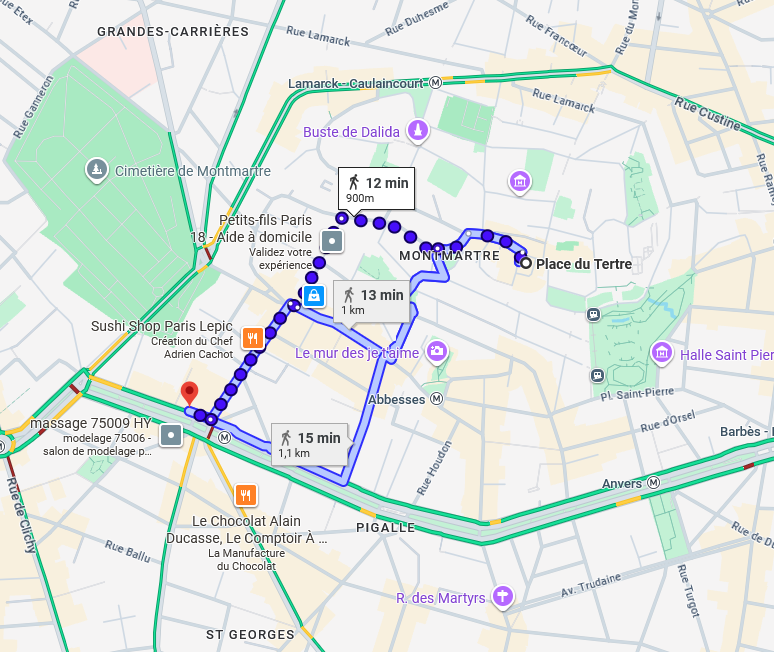 GRANDES-CARRIÈRES
Rue Etex
Rue Lamarck
Rue Duhesme
Rue Francœur
Rue du Mont
Rue Ganneron
Lamarck - Caulaincourt
M
Rue Lamarck
Rue Custine
Buste de Dalida
Cimetière de Montmartre
Rue Ramey
12 min
900m
Petits-fils Paris
18 - Aide à domicile
Validez votre
expérience
MONTMARTRE
Place du Tertre
13 min
1 km
Sushi Shop Paris Lepic
Création du Chef
Adrien Cachot
Le mur des je t'aime
Halle Saint Pier
Abbesses
M
Pl. Saint-Pierre
massage 75009 HY
modelage 75006 -
salon de modelage p...
M
15 min
1,1 km
Rue d'Orsel
Barbès -
Rue Houdon
Anvers
M
Rue de Clichy
Le Chocolat Alain
Ducasse, Le Comptoir À ...
La Manufacture
du Chocolat
PIGALLE
Rue de Du
Rue Ballu
Av. Trudaine
Rue Turgot
R. des Martyrs
ST GEORGES